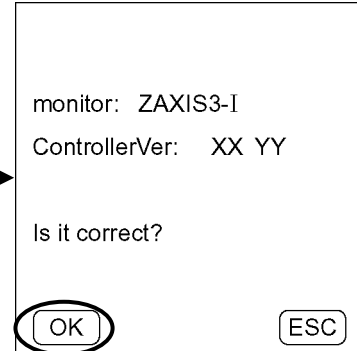 monitor: ZAXIS3-I
ControllerVer: XX YY
Is it correct?
OK ESC